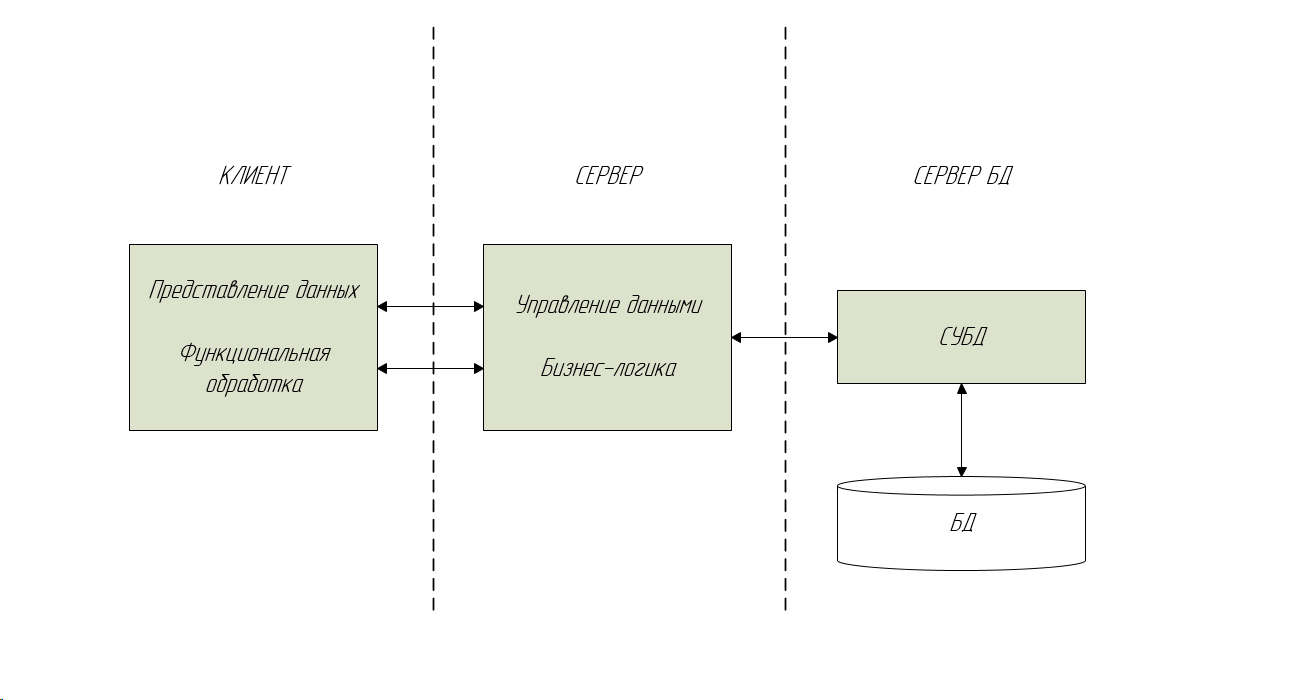 КЛИЕНТ
СЕРВЕР
СЕРВЕР БД
Представление данных
Функциональная
обработка
Управление данными
Бизнес-логика
СУБД
БД